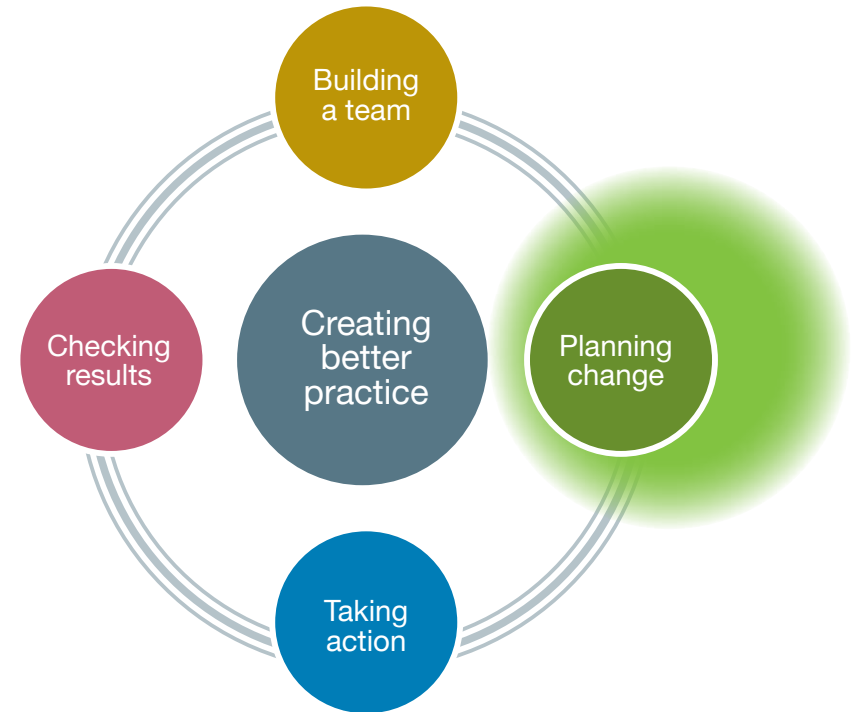 Building
a team
Checking
results
Creating
better
practice
Planning
change
Taking
action